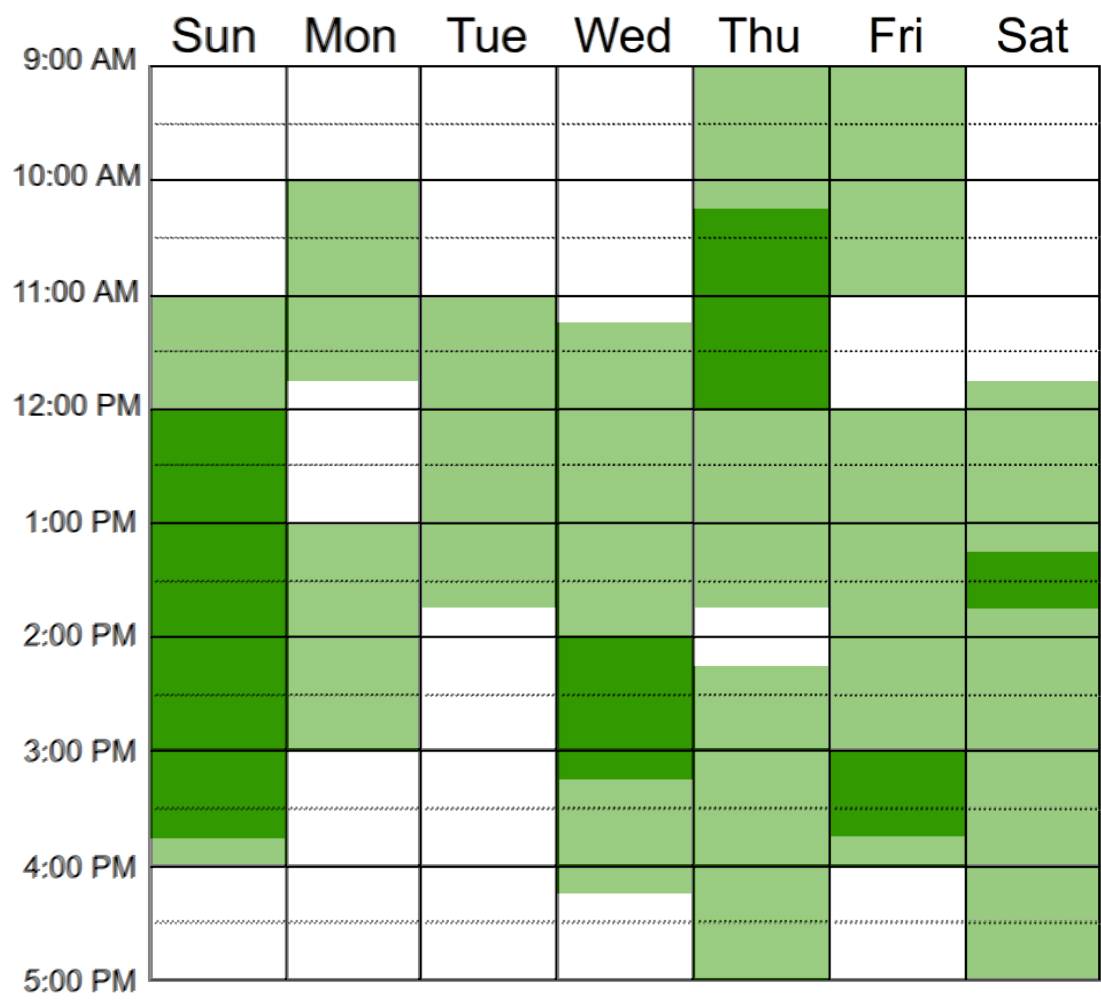 Sun Mon Tue Wed Thu Fri Sat
9:00 AM
10:00 AM
11:00 AM
12:00 PM
1:00 PM
2:00 PM
3:00 PM
4:00 PM
5:00 PM